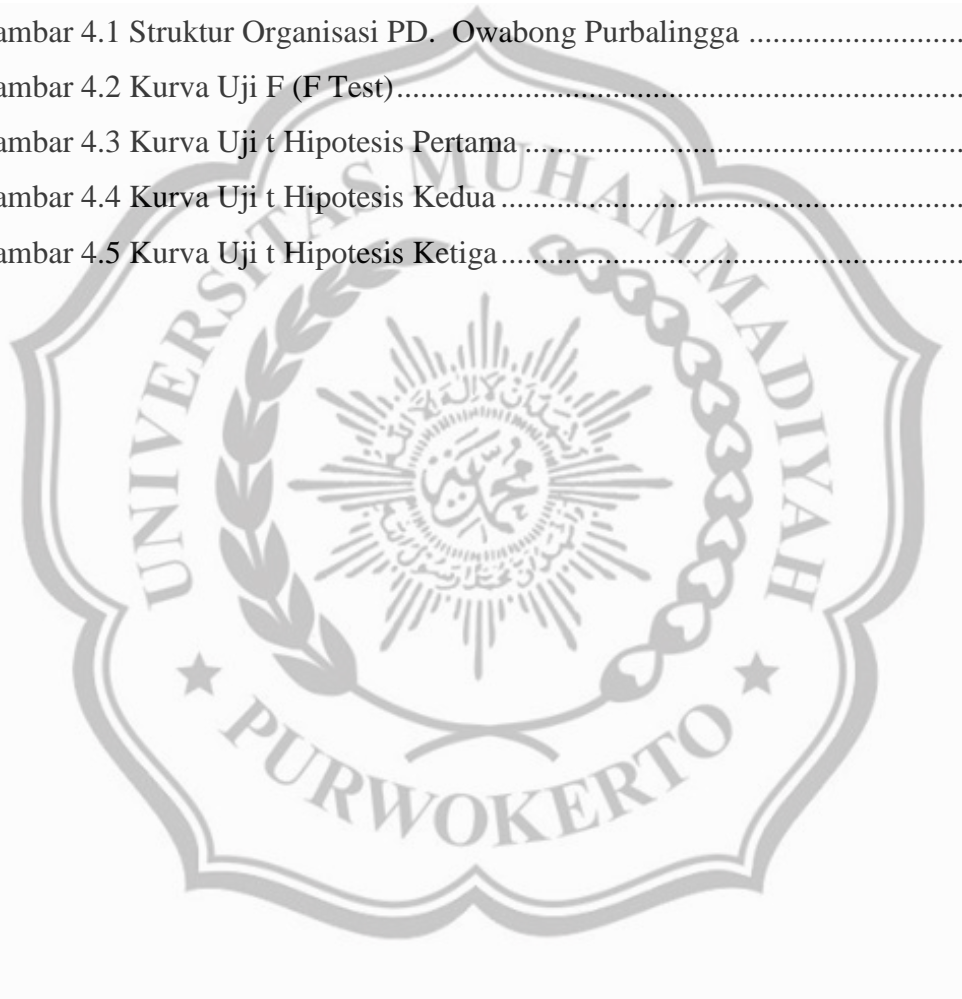 ambar 4.1 Struktur Organisasi PD.  Owabong Purbalingga ...........................
ambar 4.2 Kurva Uji F (F Test)......................................................................
ambar 4.3 Kurva Uji t Hipotesis Pertama .......................................................
ambar 4.4 Kurva Uji t Hipotesis Kedua ..........................................................
ambar 4.5 Kurva Uji t Hipotesis Ketiga ..........................................................
UNIVERSITAS MUHAMMADIYAH
محمدية
★ PURWOKERTO ★